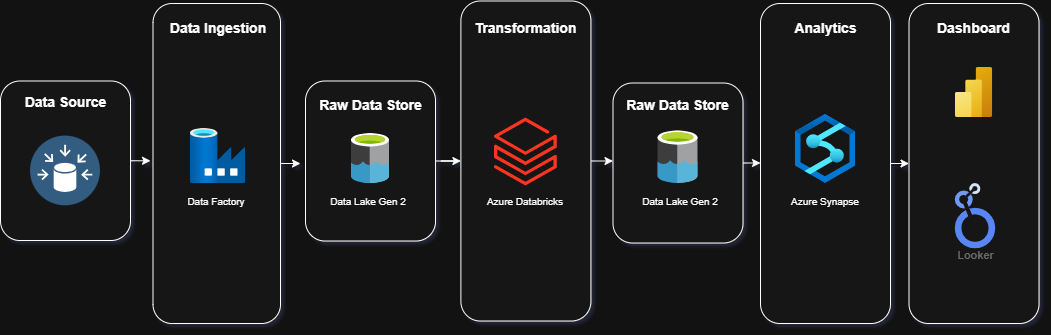 Data Source
Data Ingestion
Data Factory
Raw Data Store
Data Lake Gen 2
Transformation
Azure Databricks
Raw Data Store
Data Lake Gen 2
Analytics
Azure Synapse
Dashboard
Looker